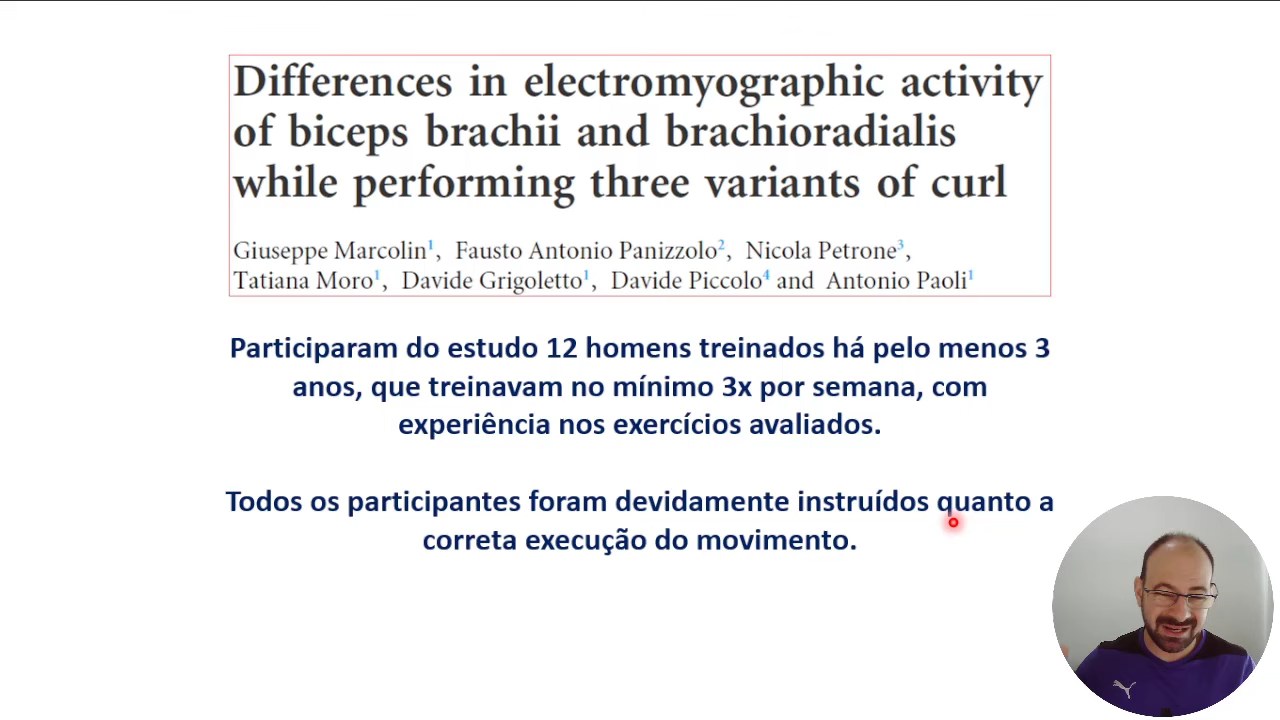 Differences in electromyographic activity
of biceps brachii and brachioradialis
while performing three variants of curl
Giuseppe Marcolin1, Fausto Antonio Panizzolo2, Nicola Petrone3,
Tatiana Moro1, Davide Grigoletto1, Davide Piccolo4 and Antonio Paoli1
Participaram do estudo 12 homens treinados há pelo menos 3
anos, que treinavam no mínimo 3x por semana, com
experiência nos exercícios avaliados.
Todos os participantes foram devidamente instruídos quanto a
correta execução do movimento.